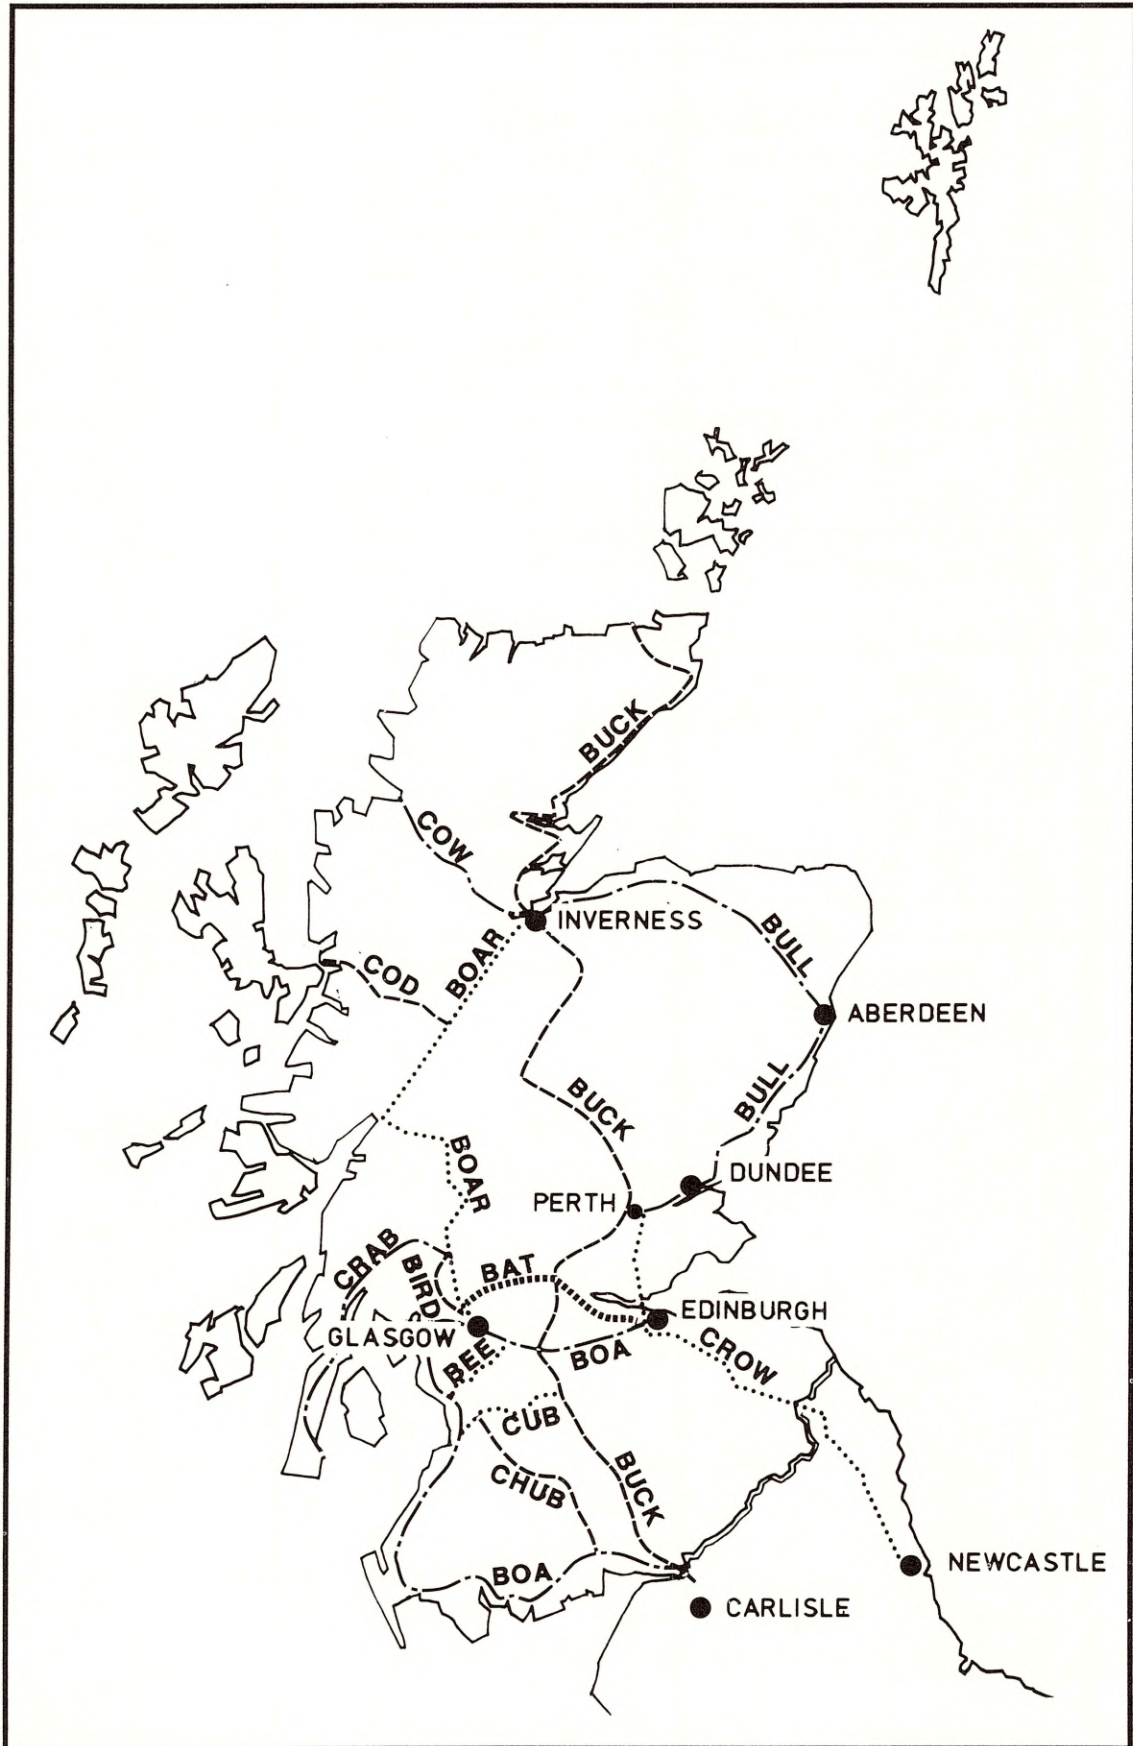 BUCK
COW
INVERNESS
BULL
COD
BOAR
ABERDEEN
BULL
BUCK
BOAR
DUNDEE
PERTH
CRAB
BIRD
BAT
EDINBURGH
GLASGOW
BEE
BOA
CROW
CUB
CHUB
BUCK
BOA
NEWCASTLE
CARLISLE